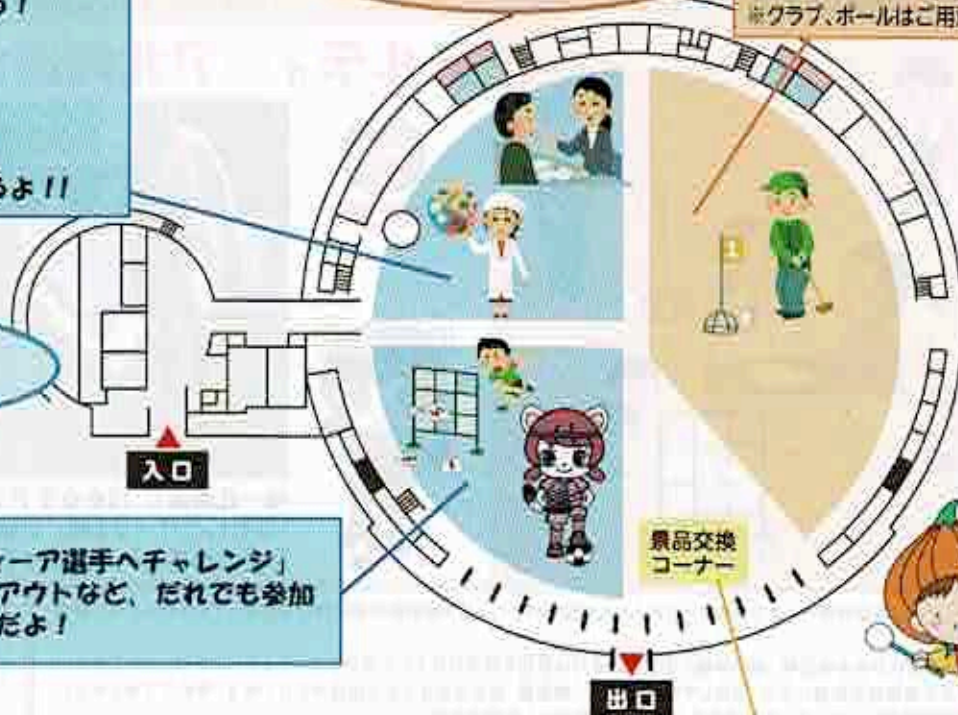 るよ!!
※クラブ、ボールはご用
1
入口
ィーア選手へチャレンジ」
アウトなど、だれでも参加
だよ！
景品交換
コーナー
出口